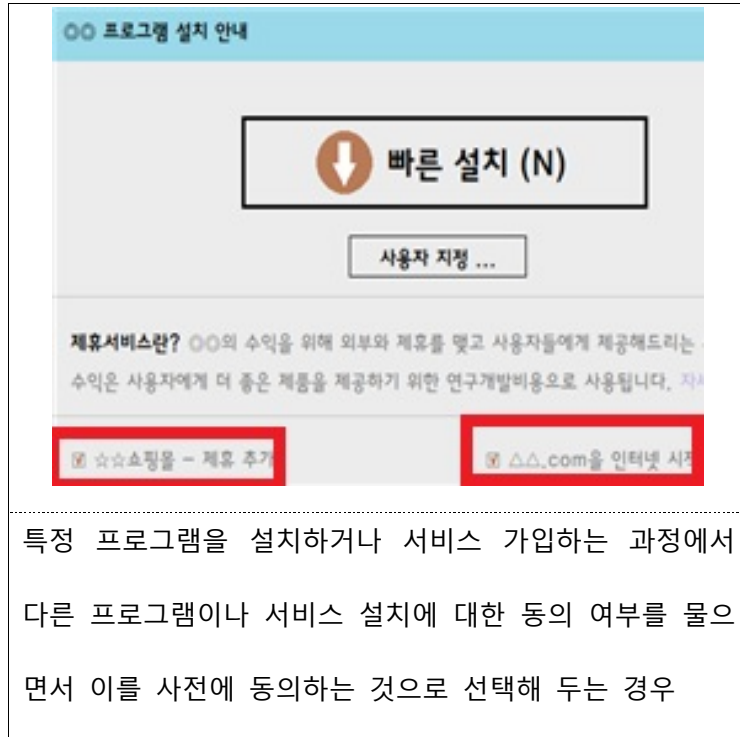 ○○ 프로그램 설치 안내
빠른 설치 (N)
사용자 지정 ...
제휴서비스란? ○○의 수익을 위해 외부와 제휴를 맺고 사용자들에게 제공해드리는
수익은 사용자에게 더 좋은 제품을 제공하기 위한 연구개발비용으로 사용됩니다.
☆☆쇼핑몰 - 제휴 추가
△△.com을 인터넷
특정 프로그램을 설치하거나 서비스 가입하는 과정에서
다른 프로그램이나 서비스 설치에 대한 동의 여부를 물으
면서 이를 사전에 동의하는 것으로 선택해 두는 경우